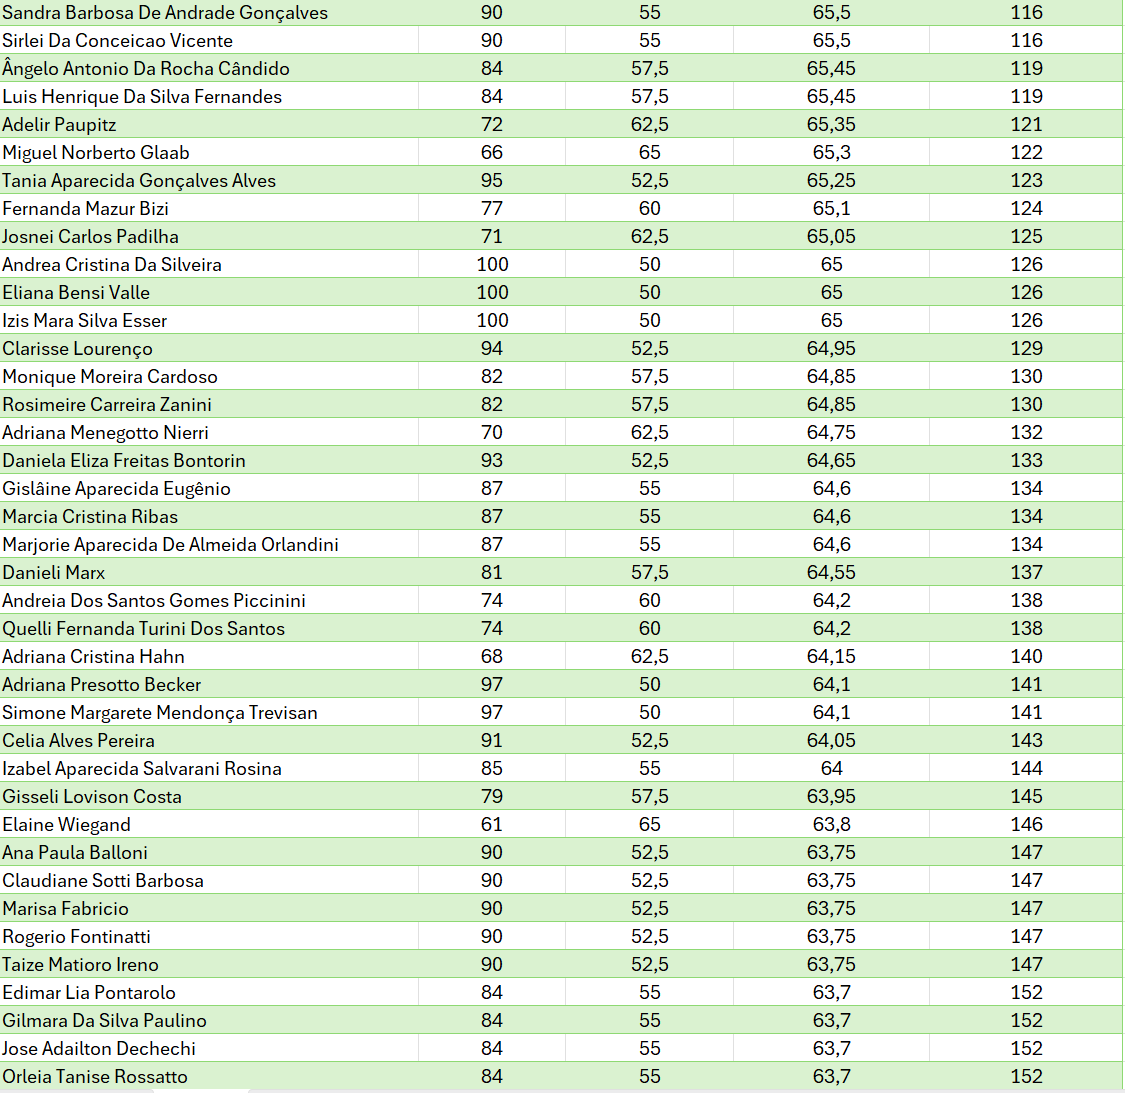 Sandra Barbosa De Andrade Gonçalves 90 55 65,5 116
Sirlei Da Conceicao Vicente 90 55 65,5 116
Ângelo Antonio Da Rocha Cândido 84 57,5 65,45 119
Luis Henrique Da Silva Fernandes 84 57,5 65,45 119
Adelir Paupitz 72 62,5 65,35 121
Miguel Norberto Glaab 66 65 65,3 122
Tania Aparecida Gonçalves Alves 95 52,5 65,25 123
Fernanda Mazur Bizi 77 60 65,1 124
Josnei Carlos Padilha 71 62,5 65,05 125
Andrea Cristina Da Silveira 100 50 65 126
Eliana Bensi Valle 100 50 65 126
Izis Mara Silva Esser 100 50 65 126
Clarisse Lourenço 94 52,5 64,95 129
Monique Moreira Cardoso 82 57,5 64,85 130
Rosimeire Carreira Zanini 82 57,5 64,85 130
Adriana Menegotto Nierri 70 62,5 64,75 132
Daniela Eliza Freitas Bontorin 93 52,5 64,65 133
Gislâine Aparecida Eugênio 87 55 64,6 134
Marcia Cristina Ribas 87 55 64,6 134
Marjorie Aparecida De Almeida Orlandini 87 55 64,6 134
Danieli Marx 81 57,5 64,55 137
Andreia Dos Santos Gomes Piccinini 74 60 64,2 138
Quelli Fernanda Turini Dos Santos 74 60 64,2 138
Adriana Cristina Hahn 68 62,5 64,15 140
Adriana Presotto Becker 97 50 64,1 141
Simone Margarete Mendonça Trevisan 97 50 64,1 141
Celia Alves Pereira 91 52,5 64,05 143
Izabel Aparecida Salvarani Rosina 85 55 64 144
Gisseli Lovison Costa 79 57,5 63,95 145
Elaine Wiegand 61 65 63,8 146
Ana Paula Balloni 90 52,5 63,75 147
Claudiane Sotti Barbosa 90 52,5 63,75 147
Marisa Fabricio 90 52,5 63,75 147
Rogerio Fontinatti 90 52,5 63,75 147
Taize Matioro Ireno 90 52,5 63,75 147
Edimar Lia Pontarolo 84 55 63,7 152
Gilmara Da Silva Paulino 84 55 63,7 152
Jose Adailton Dechechi 84 55 63,7 152
Orleia Tanise Rossatto 84 55 63,7 152